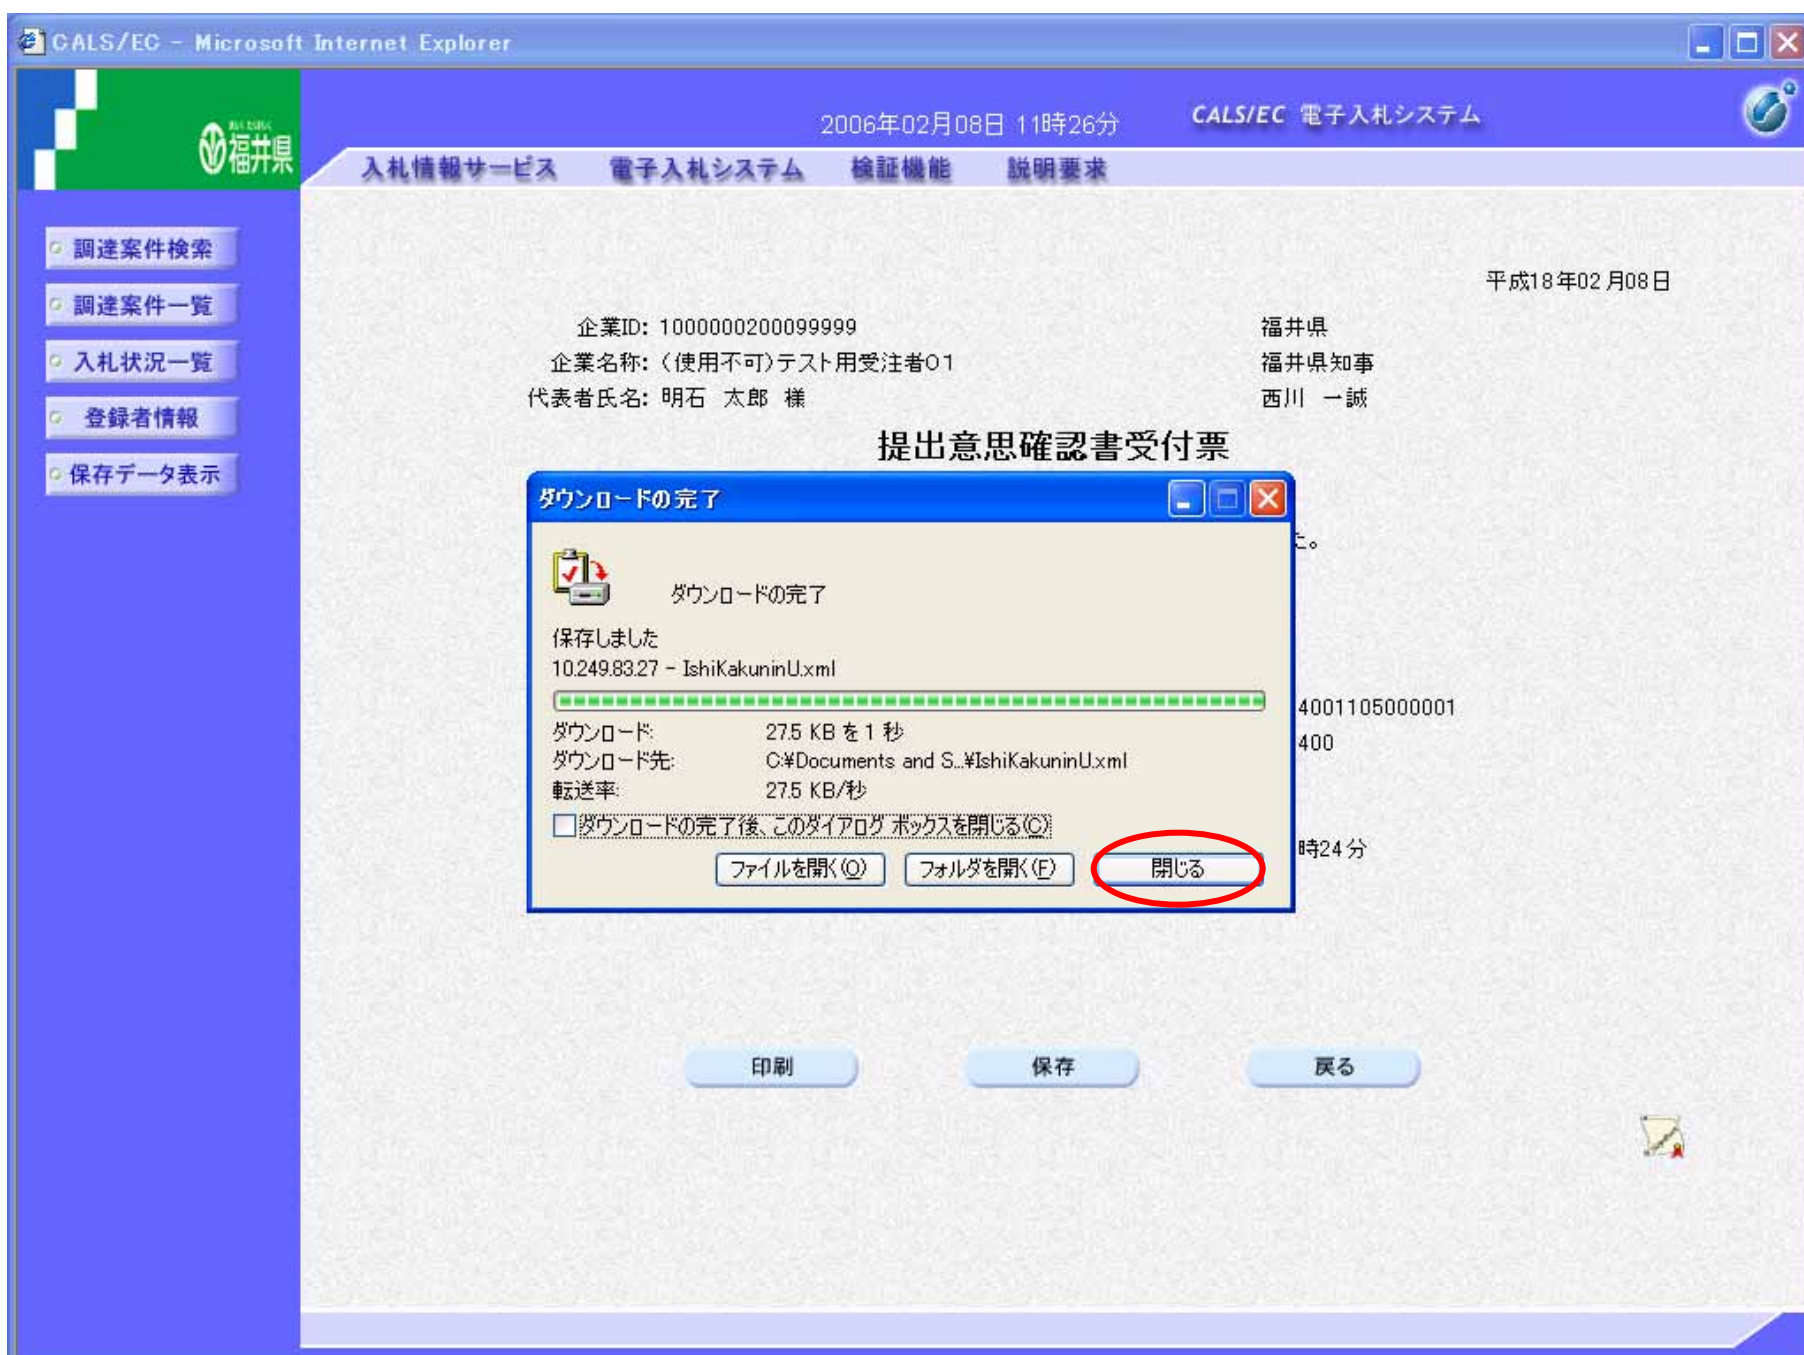 CALS/EC - Microsoft Internet Explorer
福井県
2006年02月08日 11時26分
CALS/EC 電子入札システム
入札情報サービス 電子入札システム 検証機能 説明要求
調達案件検索
調達案件一覧
入札状況一覧
登録者情報
保存データ表示
平成18年02月08日
企業ID: 1000000200099999
福井県
企業名称: (使用不可)テスト用受注者01
福井県知事
代表者氏名: 明石 太郎 様
西川 一誠
提出意思確認書受付票
ダウンロードの完了
た。
ダウンロードの完了
保存しました
10.249.83.27 - IshiKakuninU.xml
4001105000001
ダウンロード: 27.5 KB を 1 秒
400
ダウンロード先: C:¥Documents and S...¥IshiKakuninU.xml
転送率: 27.5 KB/秒
ダウンロードの完了後、このダイアログ ボックスを閉じる(C)
時24分
ファイルを開く(O) フォルダを開く(F) 閉じる
印刷 保存 戻る